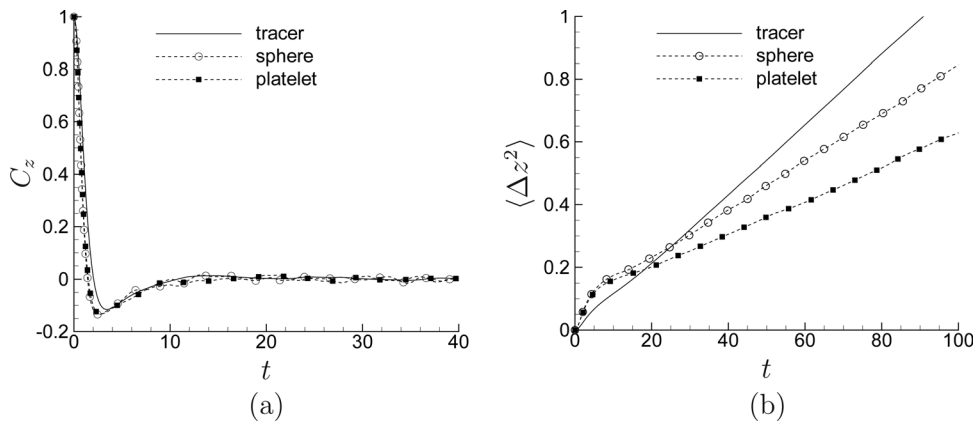 1
0.8
0.6
0.4
0.2
0
-0.2
C_z
tracer
sphere
platelet
0 10 20 30 40
t
(a)
1
0.8
0.6
0.4
0.2
0
⟨Δz²⟩
tracer
sphere
platelet
0 20 40 60 80 100
t
(b)